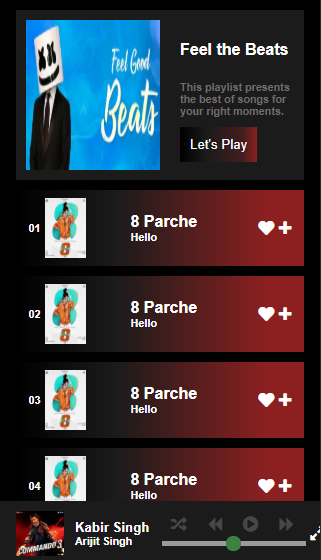 Feel Good
Beats
Feel the Beats
This playlist presents
the best of songs for
your right moments.
Let's Play
01
8
8 Parche
Hello
02
8
8 Parche
Hello
03
8
8 Parche
Hello
04
8 Parche
Hello
COMMANDO 3
Kabir Singh
Arijit Singh